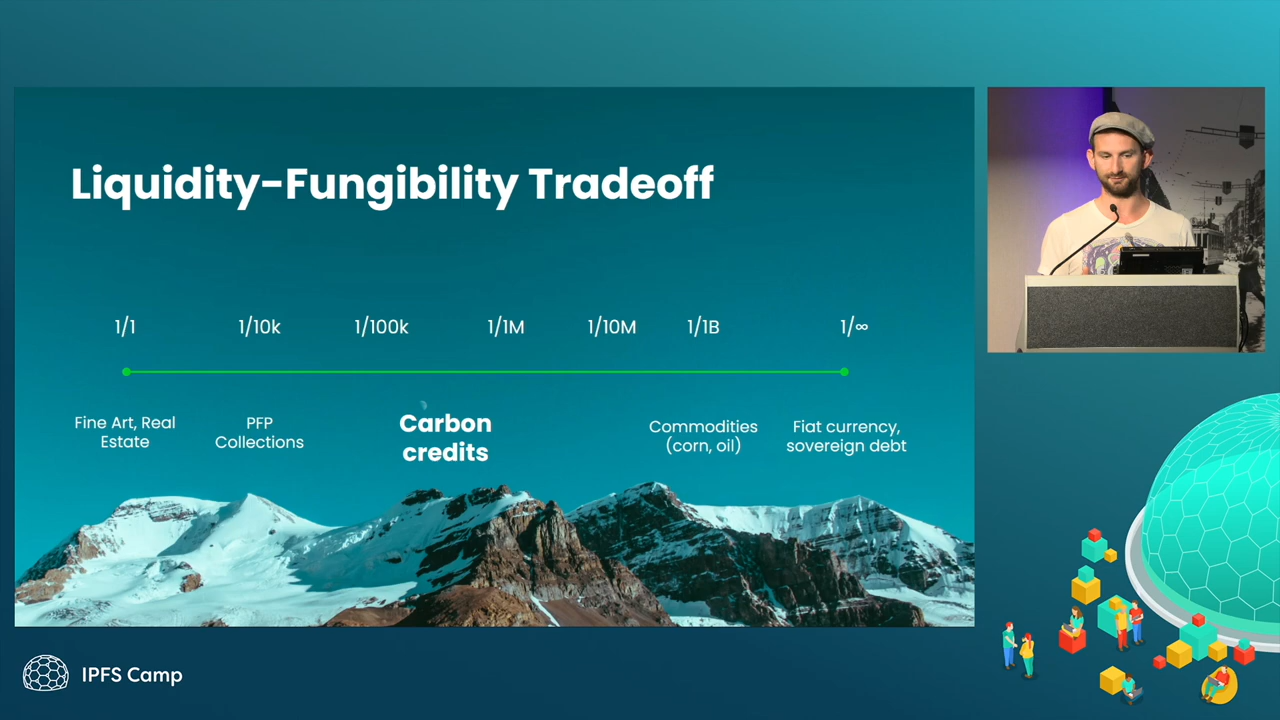 Liquidity-Fungibility Tradeoff
1/1
1/10k
1/100k
1/1M
1/10M
1/1B
1/∞
Fine Art, Real
Estate
PFP
Collections
Carbon
credits
Commodities
(corn, oil)
Fiat currency,
sovereign debt
IPFS Camp